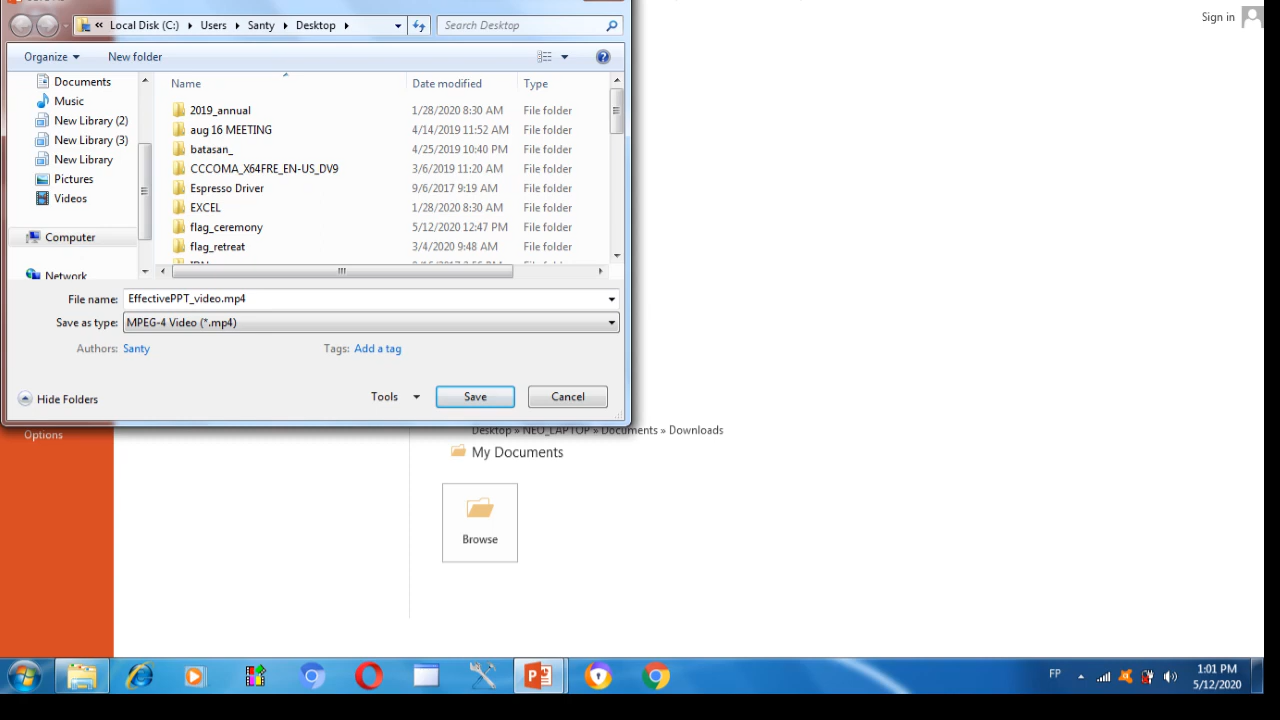 Sign in
« Local Disk (C:) Users Santy Desktop
Search Desktop
Organize
New folder
Documents
Music
New Library (2)
New Library (3)
New Library
Pictures
Videos
Computer
Network
Name Date modified Type
2019_annual 1/28/2020 8:30 AM File folder
aug 16 MEETING 4/14/2019 11:52 AM File folder
batasan_ 4/25/2019 10:40 PM File folder
CCCOMA_X64FRE_EN-US_DV9 3/6/2019 11:20 AM File folder
Espresso Driver 9/6/2017 9:19 AM File folder
EXCEL 1/28/2020 8:30 AM File folder
flag_ceremony 5/12/2020 12:47 PM File folder
flag_retreat 3/4/2020 9:48 AM File folder
File name: EffectivePPT_video.mp4
Save as type: MPEG-4 Video (*.mp4)
Authors: Santy Tags: Add a tag
Hide Folders
Tools
Save
Cancel
Options
Desktop » NEO_LAPTOP » Documents » Downloads
My Documents
Browse
FP
1:01 PM
5/12/2020